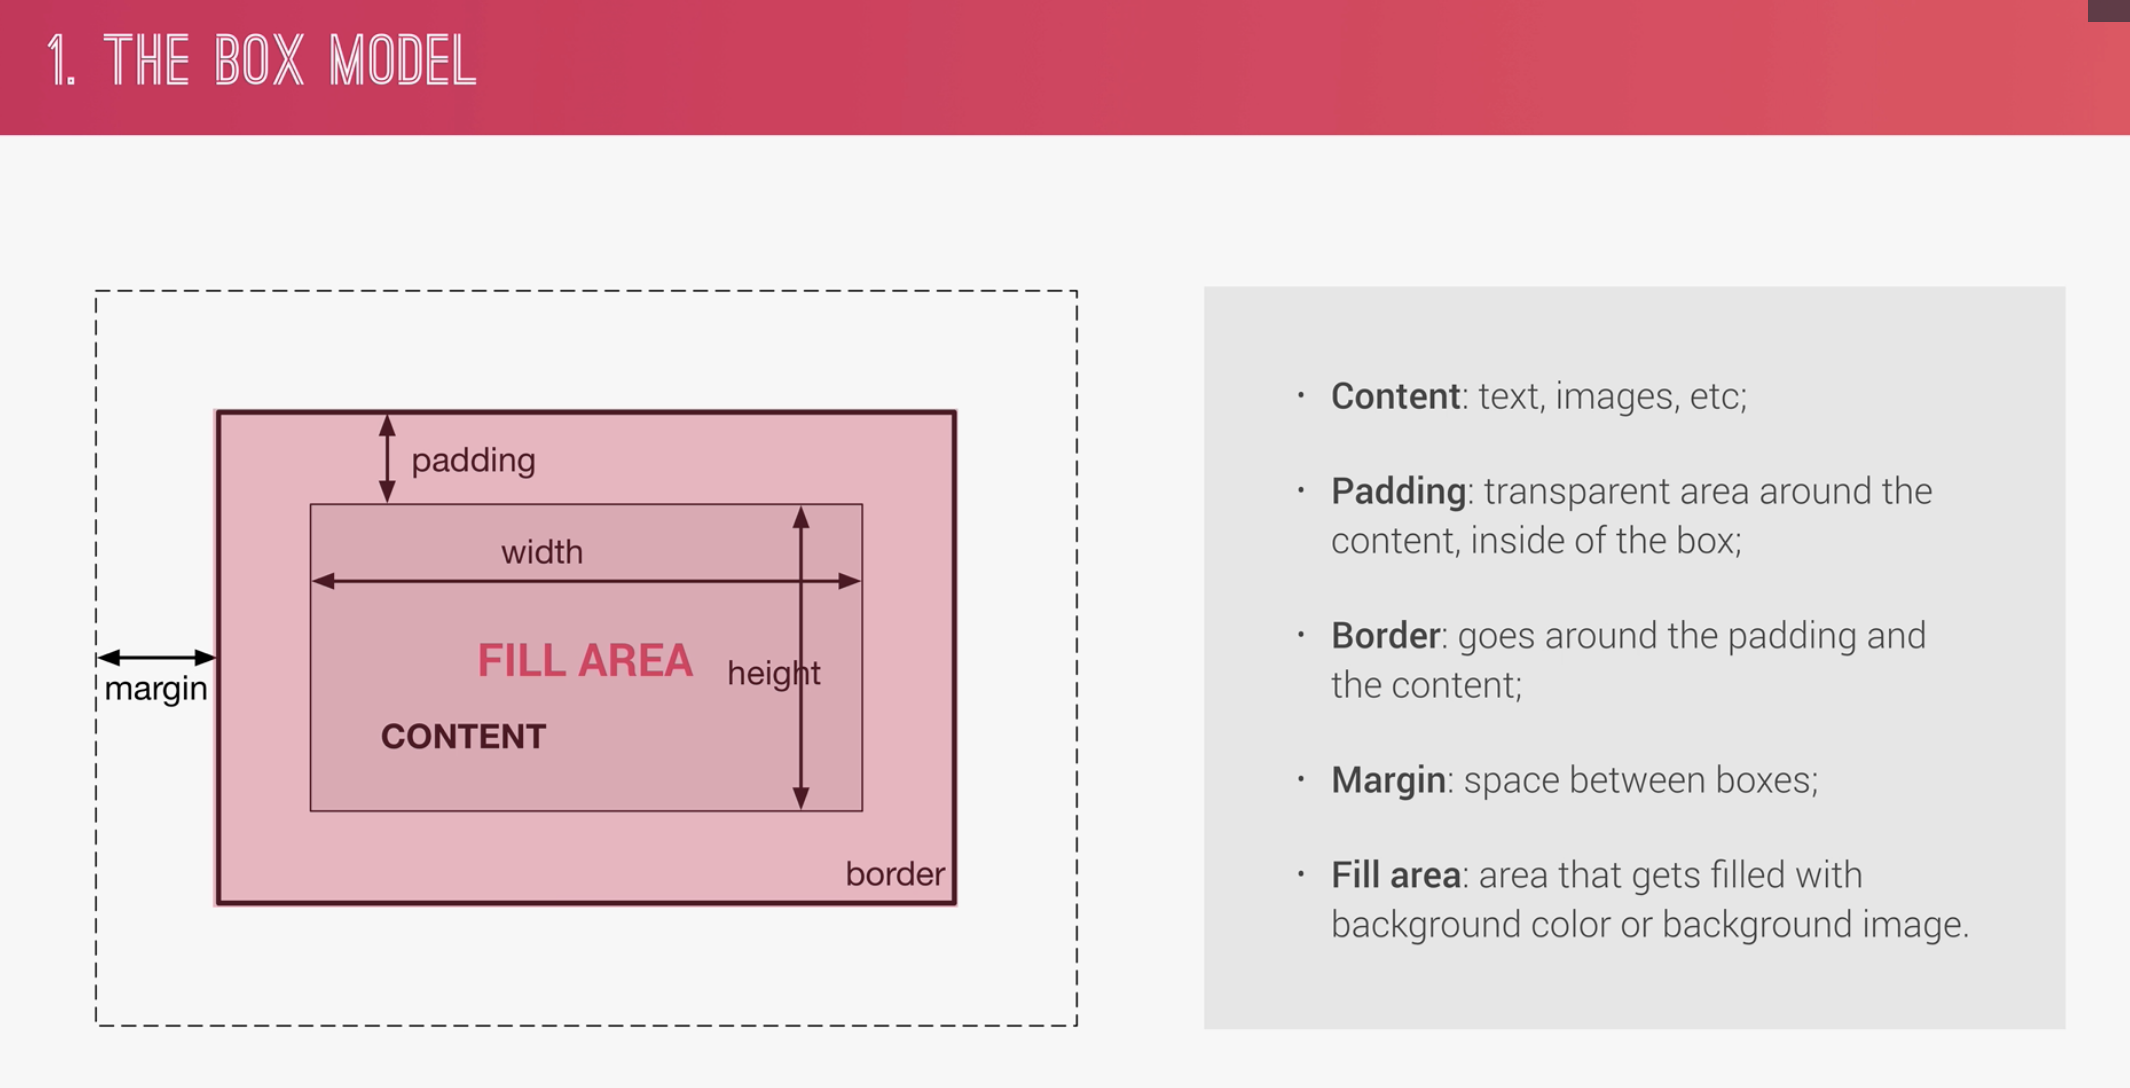 1. THE BOX MODEL
padding
width
FILL AREA
height
margin
CONTENT
border
• Content: text, images, etc;
• Padding: transparent area around the
content, inside of the box;
• Border: goes around the padding and
the content;
• Margin: space between boxes;
• Fill area: area that gets filled with
background color or background image.